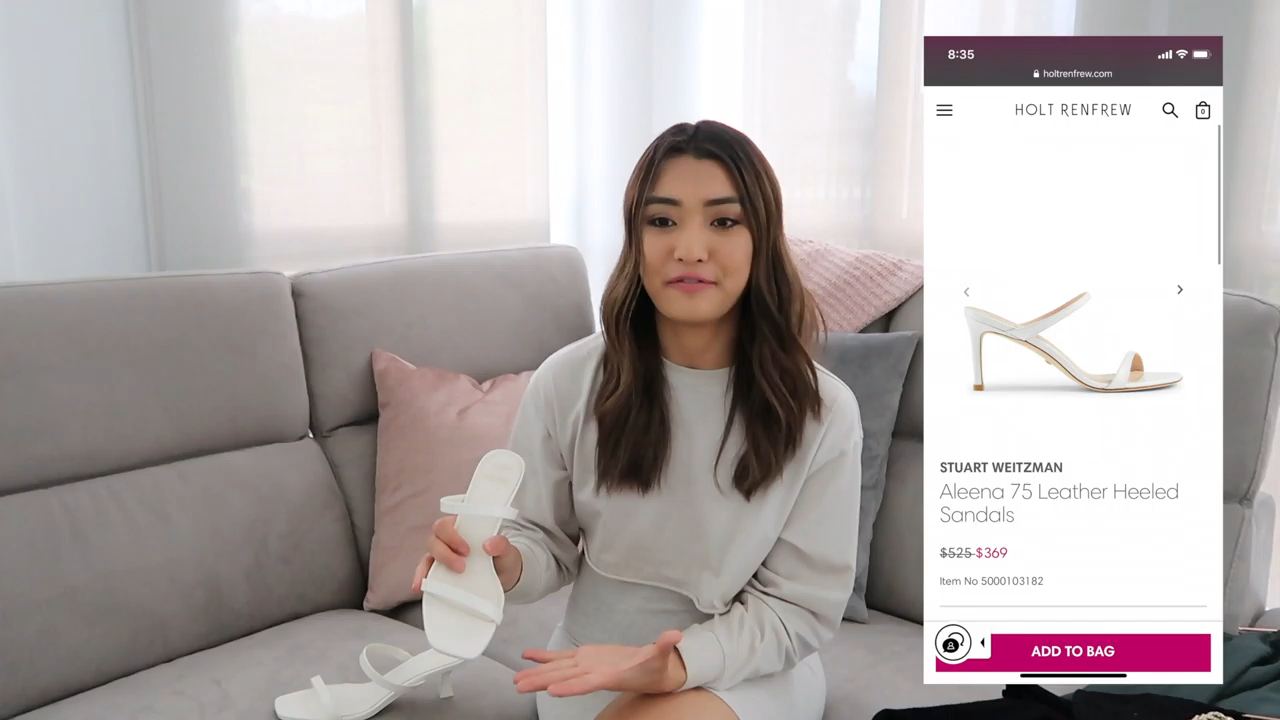 8:35
holtrenfrew.com
HOLT RENFREW
0
STUART WEITZMAN
Aleena 75 Leather Heeled
Sandals
$525 $369
Item No 5000103182
ADD TO BAG